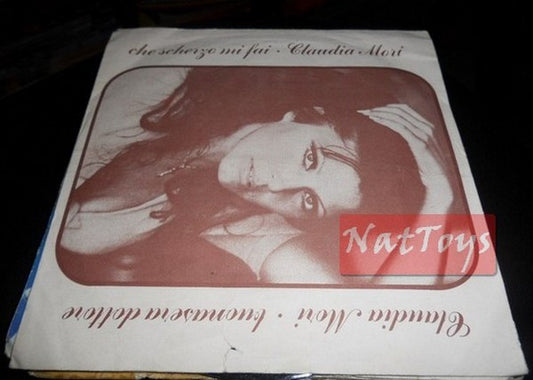 che scherzo mi fai · Claudia Mori
NatToys
Claudia Mori · buonasera dottore